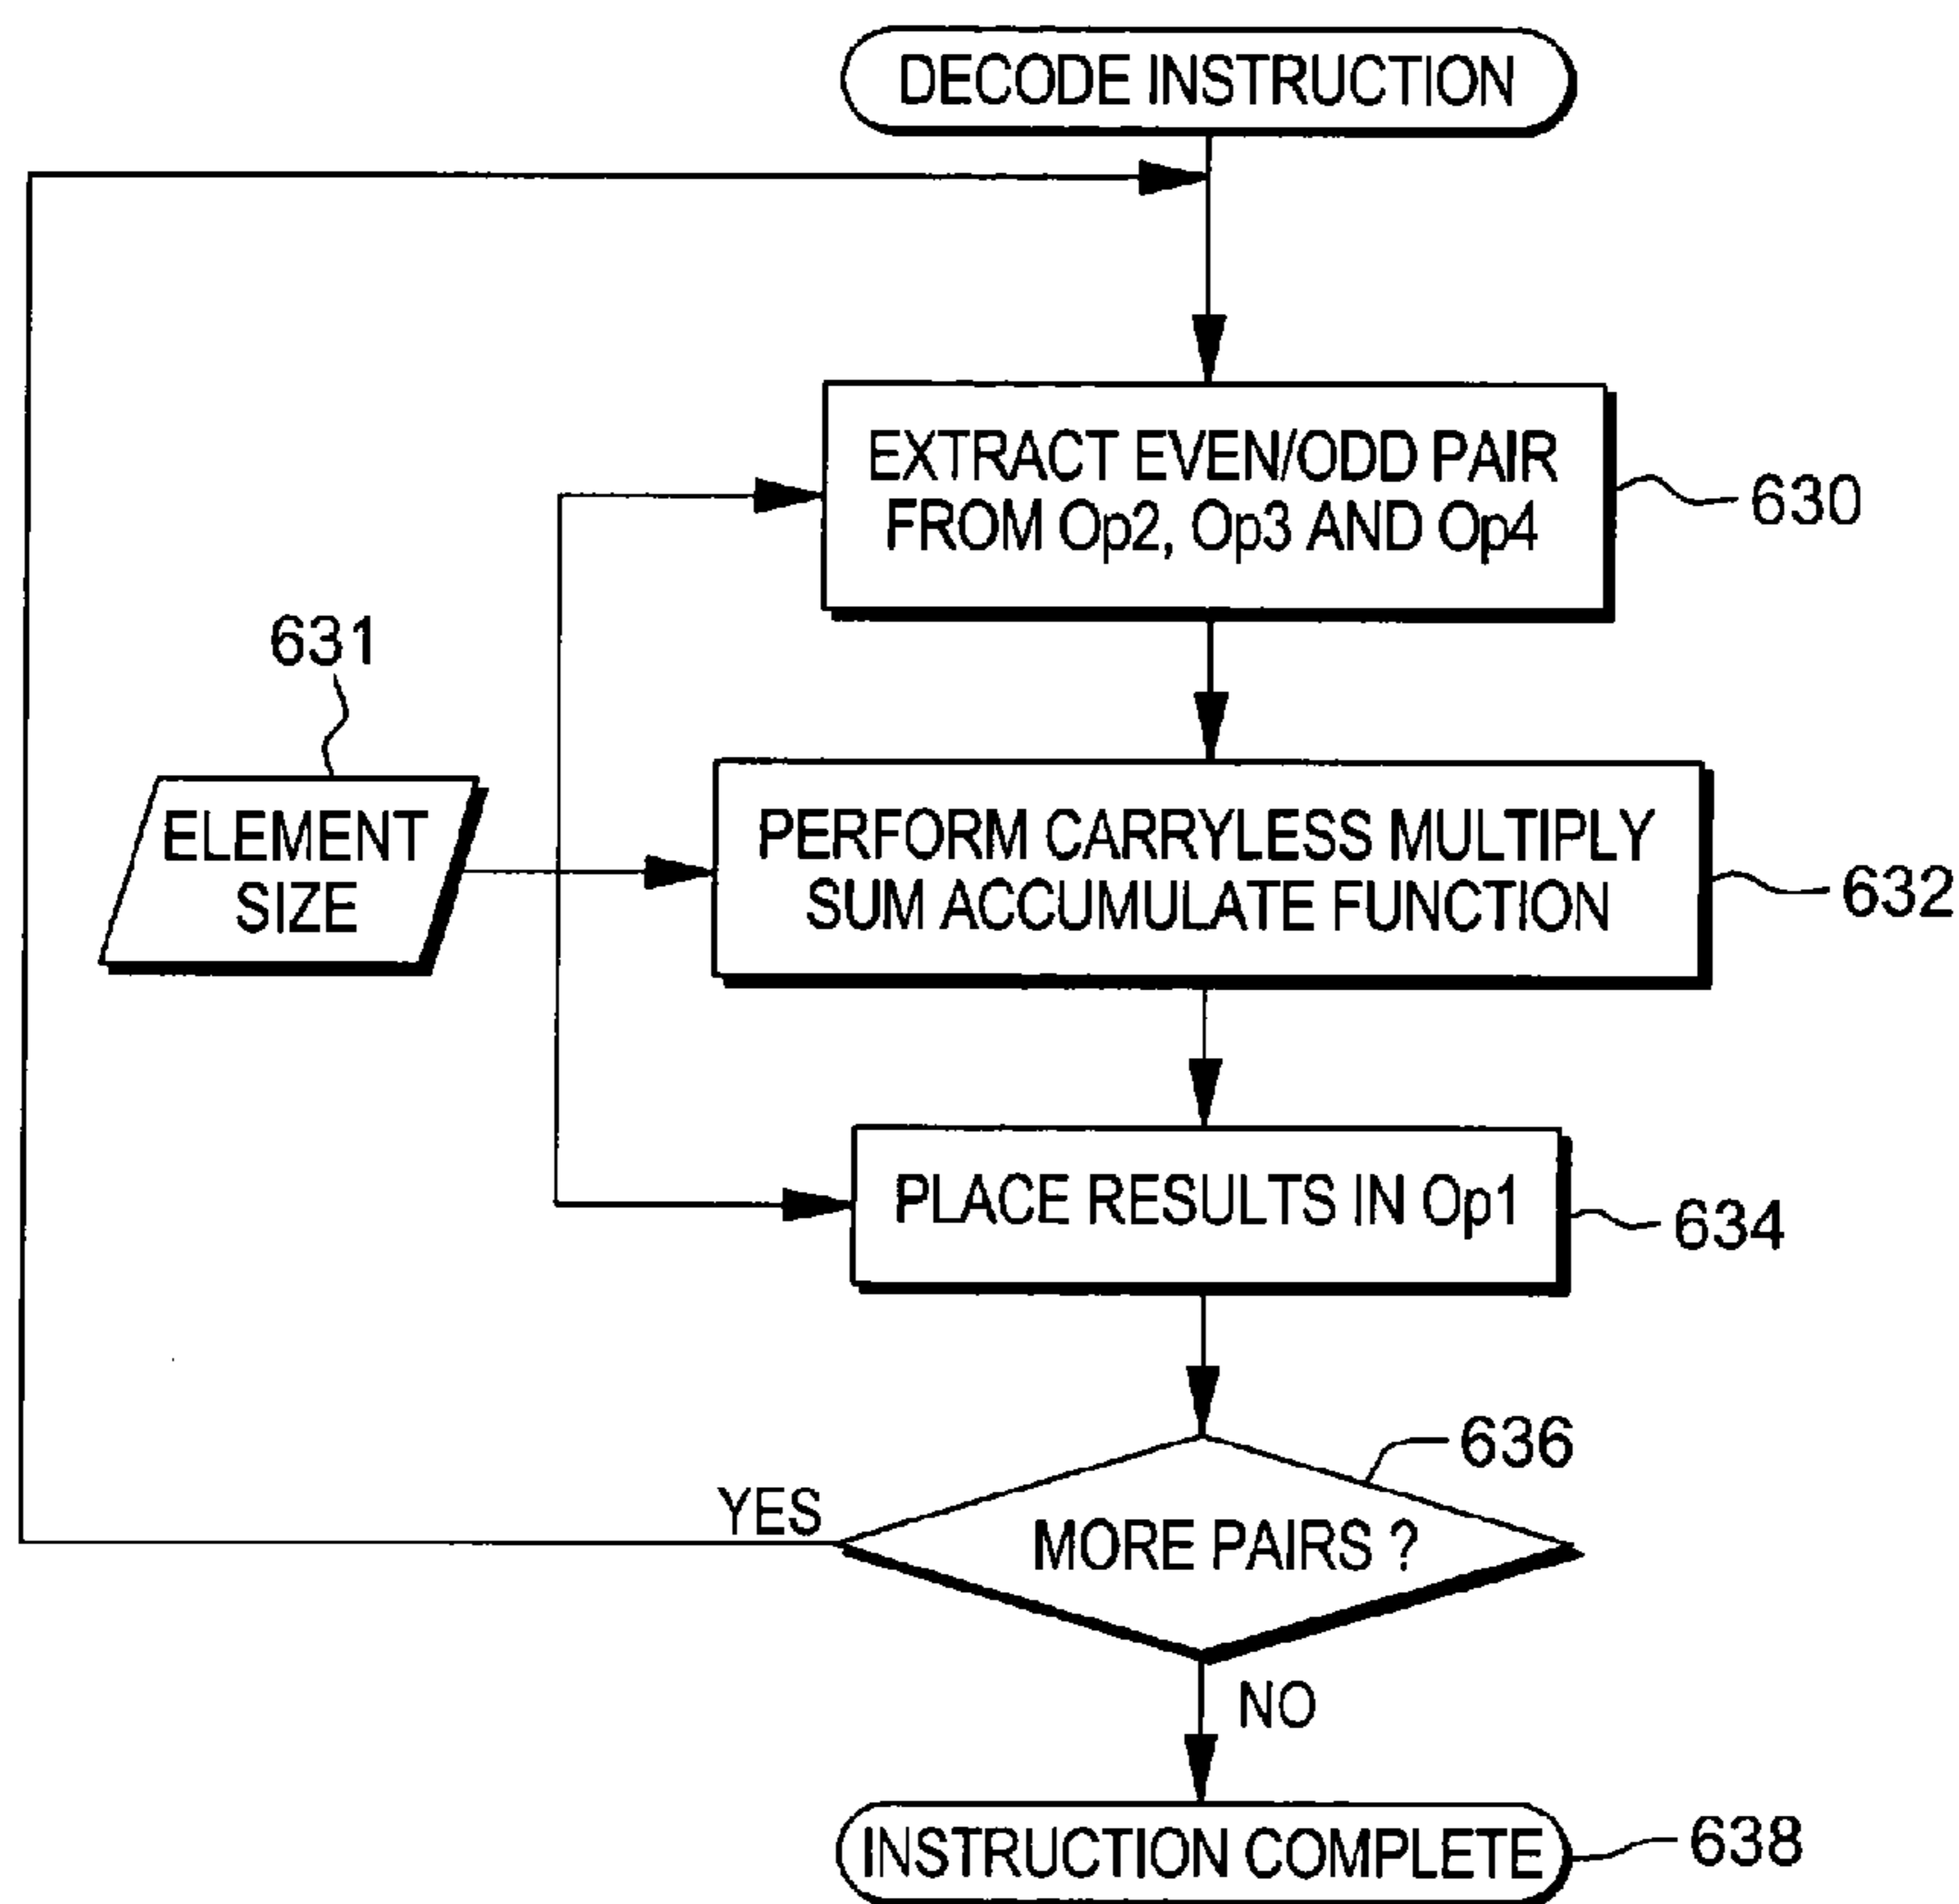 DECODE INSTRUCTION
EXTRACT EVEN/ODD PAIR
FROM Op2, Op3 AND Op4
630
631
ELEMENT
SIZE
PERFORM CARRYLESS MULTIPLY
SUM ACCUMULATE FUNCTION
632
PLACE RESULTS IN Op1
634
636
YES
MORE PAIRS ?
NO
INSTRUCTION COMPLETE
638